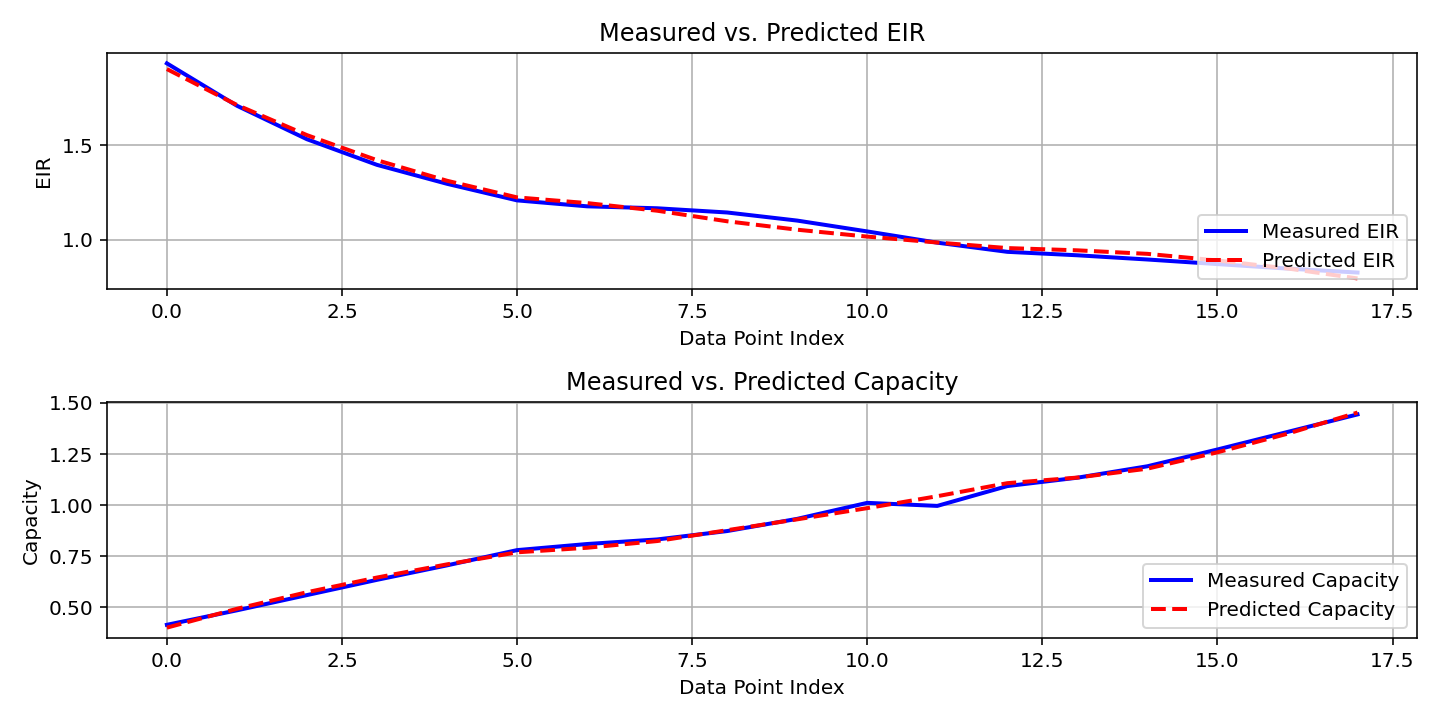 Measured vs. Predicted EIR
EIR
1.5
1.0
Measured EIR
Predicted EIR
0.0 2.5 5.0 7.5 10.0 12.5 15.0 17.5
Data Point Index
Measured vs. Predicted Capacity
Capacity
1.50
1.25
1.00
0.75
0.50
Measured Capacity
Predicted Capacity
0.0 2.5 5.0 7.5 10.0 12.5 15.0 17.5
Data Point Index